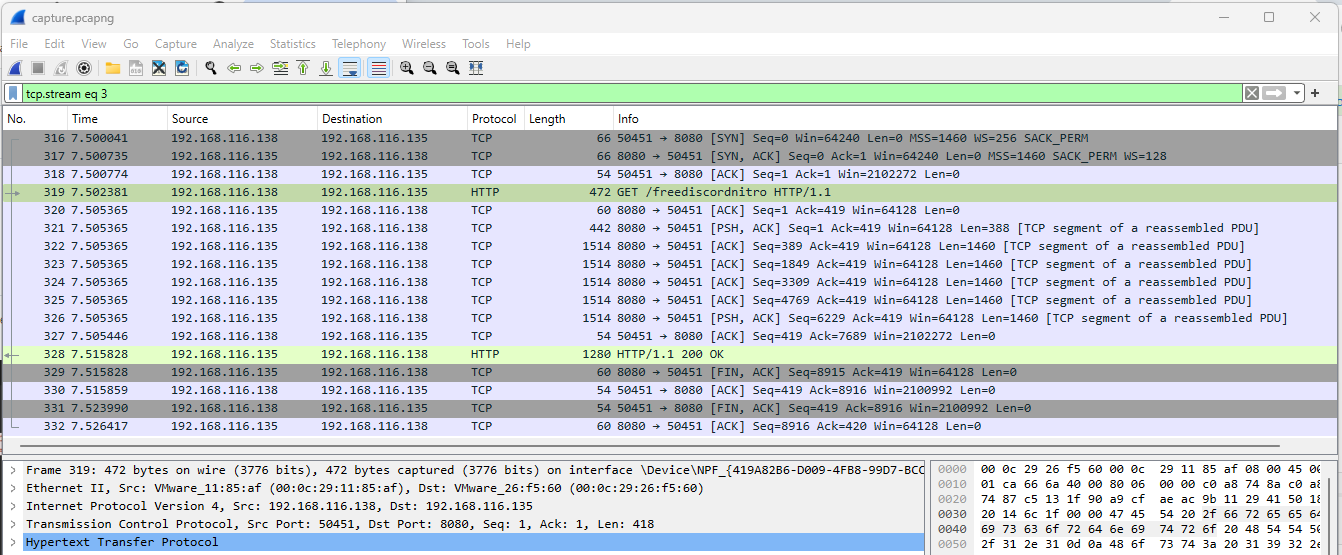 capture.pcapng
File Edit View Go Capture Analyze Statistics Telephony Wireless Tools Help
tcp.stream eq 3
No. Time Source Destination Protocol Length Info
316 7.500041 192.168.116.138 192.168.116.135 TCP 66 50451 → 8080 [SYN] Seq=0 Win=64240 Len=0 MSS=1460 WS=256 SACK_PERM
317 7.500735 192.168.116.135 192.168.116.138 TCP 66 8080 → 50451 [SYN, ACK] Seq=0 Ack=1 Win=64240 Len=0 MSS=1460 SACK_PERM WS=128
318 7.500774 192.168.116.138 192.168.116.135 TCP 54 50451 → 8080 [ACK] Seq=1 Ack=1 Win=2102272 Len=0
319 7.502381 192.168.116.138 192.168.116.135 HTTP 472 GET /freediscordnitro HTTP/1.1
320 7.505365 192.168.116.135 192.168.116.138 TCP 60 8080 → 50451 [ACK] Seq=1 Ack=419 Win=64128 Len=0
321 7.505365 192.168.116.135 192.168.116.138 TCP 442 8080 → 50451 [PSH, ACK] Seq=1 Ack=419 Win=64128 Len=388 [TCP segment of a reassembled PDU]
322 7.505365 192.168.116.135 192.168.116.138 TCP 1514 8080 → 50451 [ACK] Seq=389 Ack=419 Win=64128 Len=1460 [TCP segment of a reassembled PDU]
323 7.505365 192.168.116.135 192.168.116.138 TCP 1514 8080 → 50451 [ACK] Seq=1849 Ack=419 Win=64128 Len=1460 [TCP segment of a reassembled PDU]
324 7.505365 192.168.116.135 192.168.116.138 TCP 1514 8080 → 50451 [ACK] Seq=3309 Ack=419 Win=64128 Len=1460 [TCP segment of a reassembled PDU]
325 7.505365 192.168.116.135 192.168.116.138 TCP 1514 8080 → 50451 [ACK] Seq=4769 Ack=419 Win=64128 Len=1460 [TCP segment of a reassembled PDU]
326 7.505365 192.168.116.135 192.168.116.138 TCP 1514 8080 → 50451 [PSH, ACK] Seq=6229 Ack=419 Win=64128 Len=1460 [TCP segment of a reassembled PDU]
327 7.505446 192.168.116.138 192.168.116.135 TCP 54 50451 → 8080 [ACK] Seq=419 Ack=7689 Win=2102272 Len=0
328 7.515828 192.168.116.135 192.168.116.138 HTTP 1280 HTTP/1.1 200 OK
329 7.515828 192.168.116.135 192.168.116.138 TCP 60 8080 → 50451 [FIN, ACK] Seq=8915 Ack=419 Win=64128 Len=0
330 7.515859 192.168.116.138 192.168.116.135 TCP 54 50451 → 8080 [ACK] Seq=419 Ack=8916 Win=2100992 Len=0
331 7.523990 192.168.116.138 192.168.116.135 TCP 54 50451 → 8080 [FIN, ACK] Seq=419 Ack=8916 Win=2100992 Len=0
332 7.526417 192.168.116.135 192.168.116.138 TCP 60 8080 → 50451 [ACK] Seq=8916 Ack=420 Win=64128 Len=0
Frame 319: 472 bytes on wire (3776 bits), 472 bytes captured (3776 bits) on interface \Device\NPF_{419A82B6-D009-4FB8-99D7-BCC
Ethernet II, Src: VMware_11:85:af (00:0c:29:11:85:af), Dst: VMware_26:f5:60 (00:0c:29:26:f5:60)
Internet Protocol Version 4, Src: 192.168.116.138, Dst: 192.168.116.135
Transmission Control Protocol, Src Port: 50451, Dst Port: 8080, Seq: 1, Ack: 1, Len: 418
Hypertext Transfer Protocol
0000 00 0c 29 26 f5 60 00 0c 29 11 85 af 08 00 45 00
0010 01 ca 66 6a 40 00 80 06 00 00 c0 a8 74 8a c0 a8
0020 74 87 c5 13 1f 90 a9 cf ae ac 9b 11 29 41 50 18
0030 20 14 6c 1f 00 00 47 45 54 20 2f 66 72 65 65 64
0040 69 73 63 6f 72 64 6e 69 74 72 6f 20 48 54 54 50
0050 2f 31 2e 31 0d 0a 48 6f 73 74 3a 20 31 39 32 2e